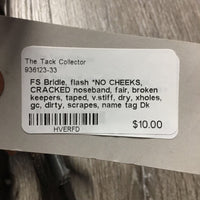 The Tack Collector
936123-33
FS Bridle, flash *NO CHEEKS,
CRACKED noseband, fair, broken
keepers, taped, v.stiff, dry, xholes,
gc, dirty, scrapes, name tag Dk
HVERFD
$10.00